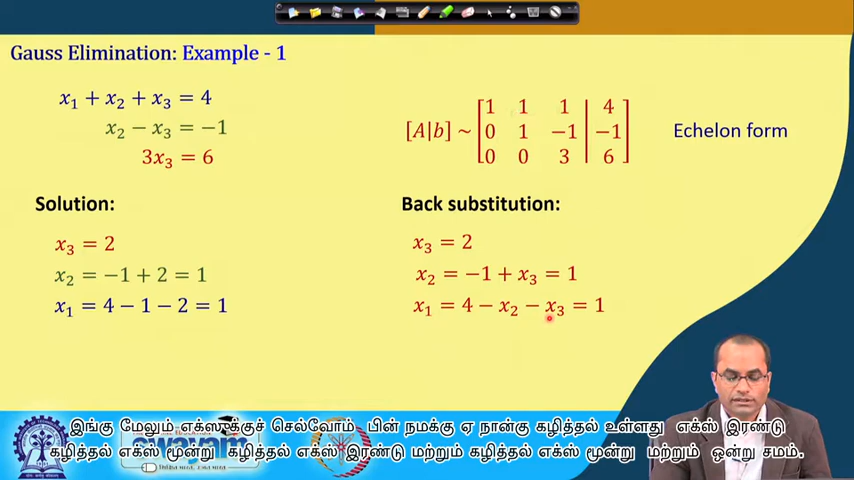 Gauss Elimination: Example - 1
x₁ + x₂ + x₃ = 4
x₂ − x₃ = −1
3x₃ = 6
[A|b] ~ [1 1 1 | 4
0 1 −1 | −1
0 0 3 | 6]
Echelon form
Solution:
x₃ = 2
x₂ = −1 + 2 = 1
x₁ = 4 − 1 − 2 = 1
Back substitution:
x₃ = 2
x₂ = −1 + x₃ = 1
x₁ = 4 − x₂ − x₃ = 1
இங்கு மேலும் எக்ஸுக்குச் செல்வோம் பின் நமக்கு ஏ நான்கு கழித்தல் உள்ளது எக்ஸ் இரண்டு
கழித்தல் எக்ஸ் மூன்று கழித்தல் எக்ஸ் இரண்டு மற்றும் கழித்தல் எக்ஸ் மூன்று மற்றும் ஒன்று சமம்.
swayam